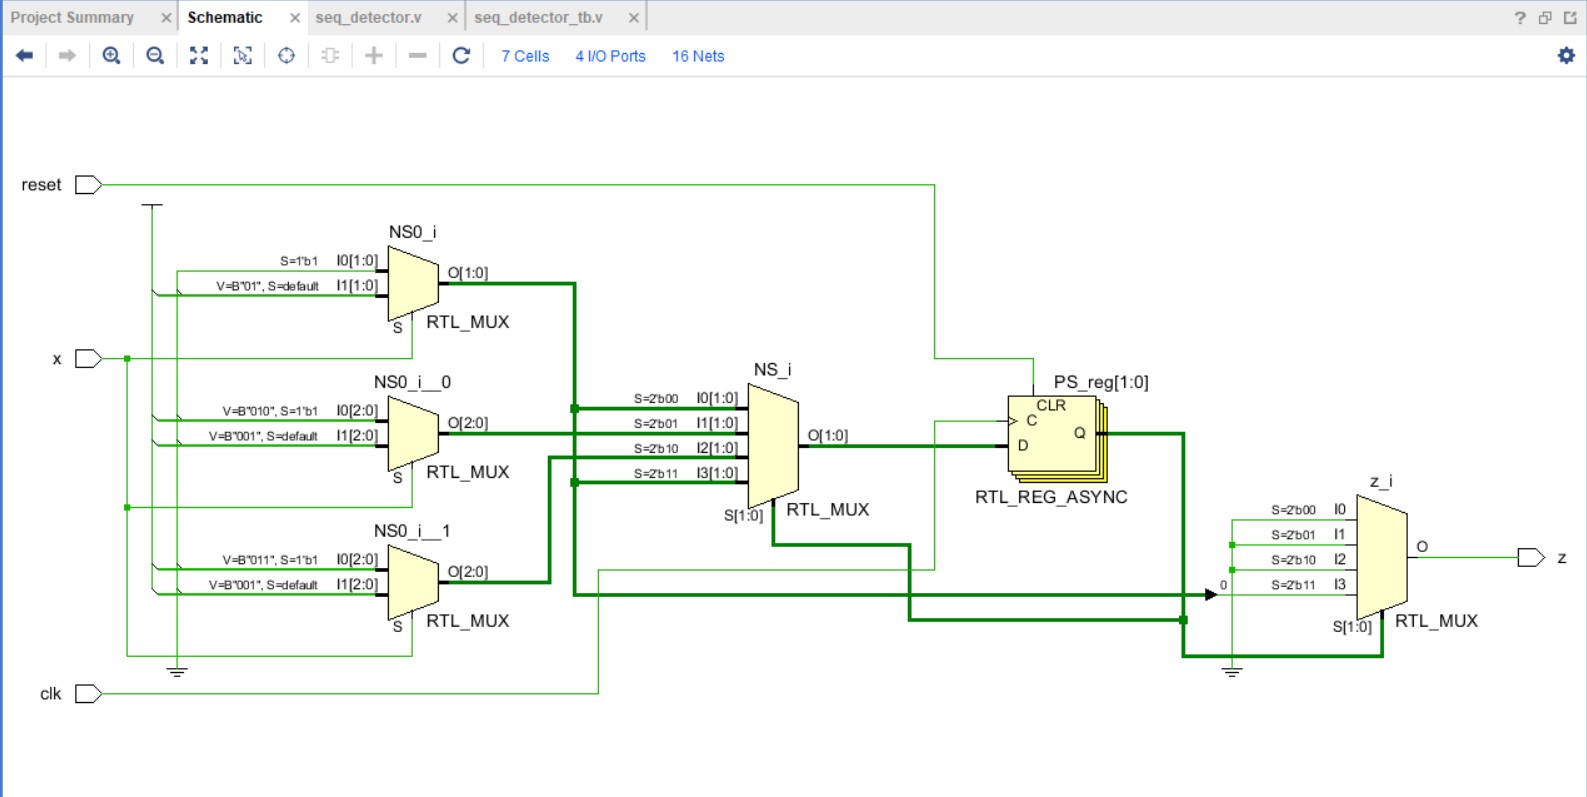 Project Summary × Schematic × seq_detector.v × seq_detector_tb.v ×
?
7 Cells 4 I/O Ports 16 Nets
reset
NS0_i
S=1'b1 I0[1:0]
V=B"01", S=default I1[1:0]
O[1:0]
S RTL_MUX
x
NS0_i__0
V=B"010", S=1'b1 I0[2:0]
V=B"001", S=default I1[2:0]
O[2:0]
S RTL_MUX
NS0_i__1
V=B"011", S=1'b1 I0[2:0]
V=B"001", S=default I1[2:0]
O[2:0]
S RTL_MUX
clk
NS_i
S=2'b00 I0[1:0]
S=2'b01 I1[1:0]
S=2'b10 I2[1:0]
S=2'b11 I3[1:0]
O[1:0]
S[1:0] RTL_MUX
PS_reg[1:0]
CLR
C
D
Q
RTL_REG_ASYNC
z_i
S=2'b00 I0
S=2'b01 I1
S=2'b10 I2
0 S=2'b11 I3
O
S[1:0] RTL_MUX
z